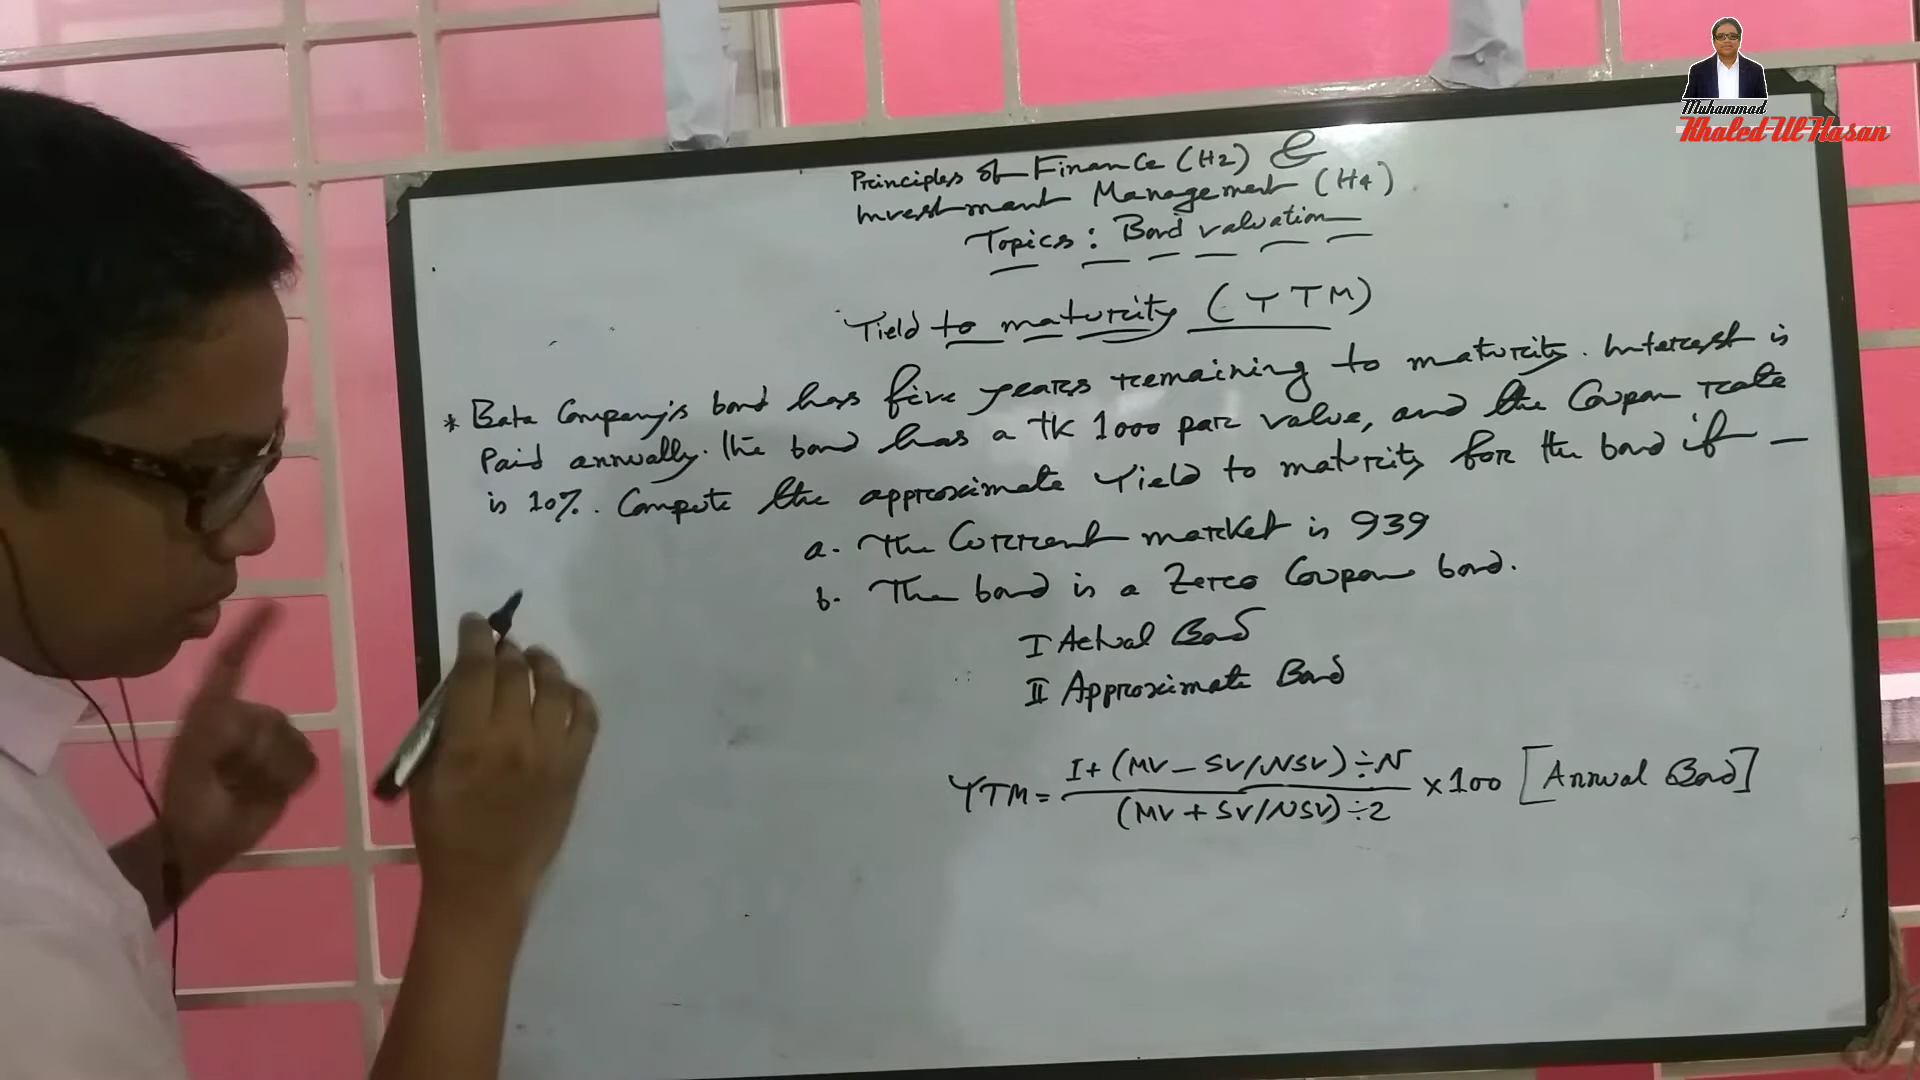 Muhammad
Khaled-Ul-Hasan
Principles of Finance (H2) &
Investment Management (H4)
Topics: Bond valuation
Yield to maturity (YTM)
* Bata Company's bond has five years remaining to maturity. Interest is
Paid annually. The bond has a TK 1000 par value, and the Coupon rate
is 10%. Compute the approximate Yield to maturity for the bond if —
a. The Current market is 939
b. The bond is a Zero Coupon bond.
I Actual Bond
II Approximate Bond
YTM = I + (MV – SV/NSV) ÷ N / (MV + SV/NSV) ÷ 2 × 100 [Annual Bond]